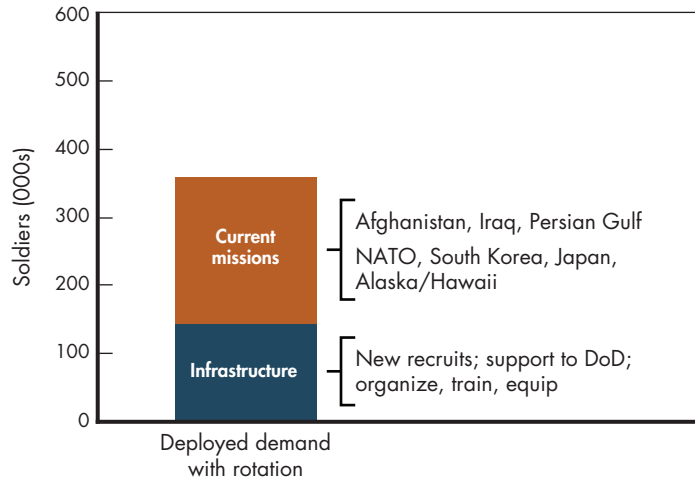 600
500
400
300
200
100
0
Soldiers (000s)
Current
missions
Infrastructure
Afghanistan, Iraq, Persian Gulf
NATO, South Korea, Japan,
Alaska/Hawaii
New recruits; support to DoD;
organize, train, equip
Deployed demand
with rotation